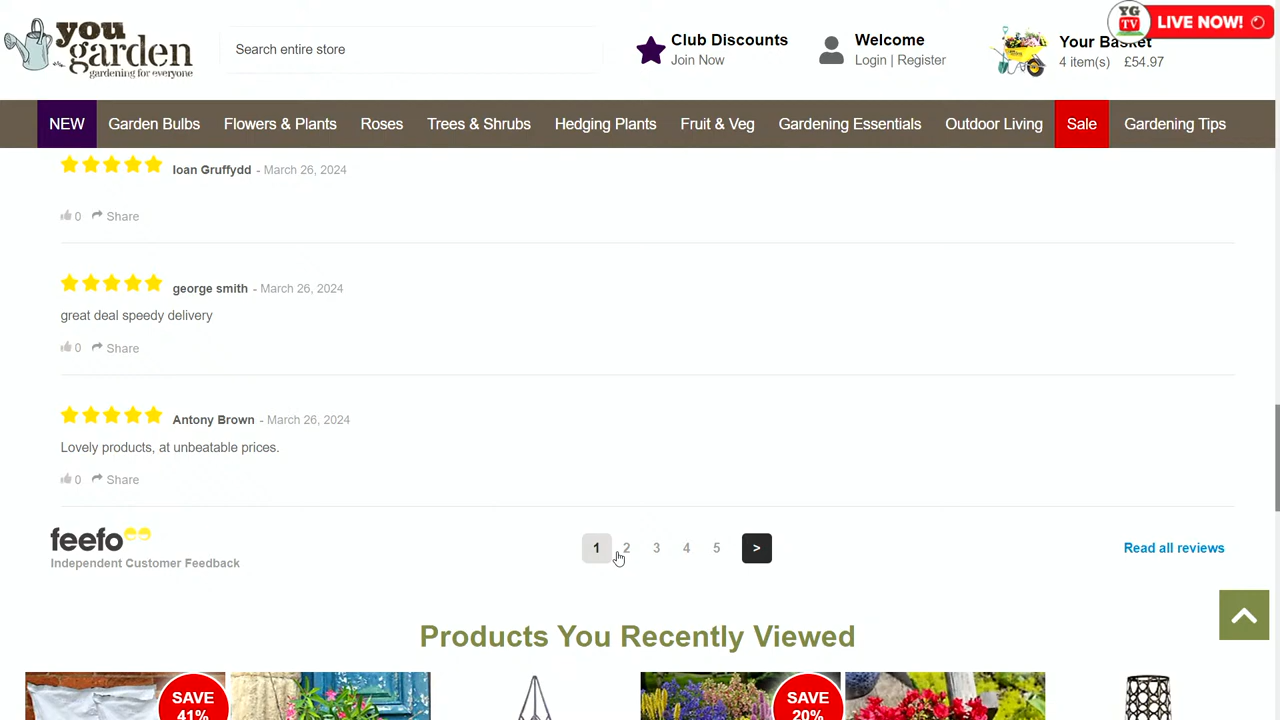 you
garden
gardening for everyone
Search entire store
Club Discounts
Join Now
Welcome
Login | Register
Your Basket
4 item(s) £54.97
YG
TV
LIVE NOW!
NEW Garden Bulbs Flowers & Plants Roses Trees & Shrubs Hedging Plants Fruit & Veg Gardening Essentials Outdoor Living Sale Gardening Tips
Ioan Gruffydd - March 26, 2024
0 Share
george smith - March 26, 2024
great deal speedy delivery
0 Share
Antony Brown - March 26, 2024
Lovely products, at unbeatable prices.
0 Share
feefo
Independent Customer Feedback
1 2 3 4 5 >
Read all reviews
Products You Recently Viewed
SAVE
41%
SAVE
20%